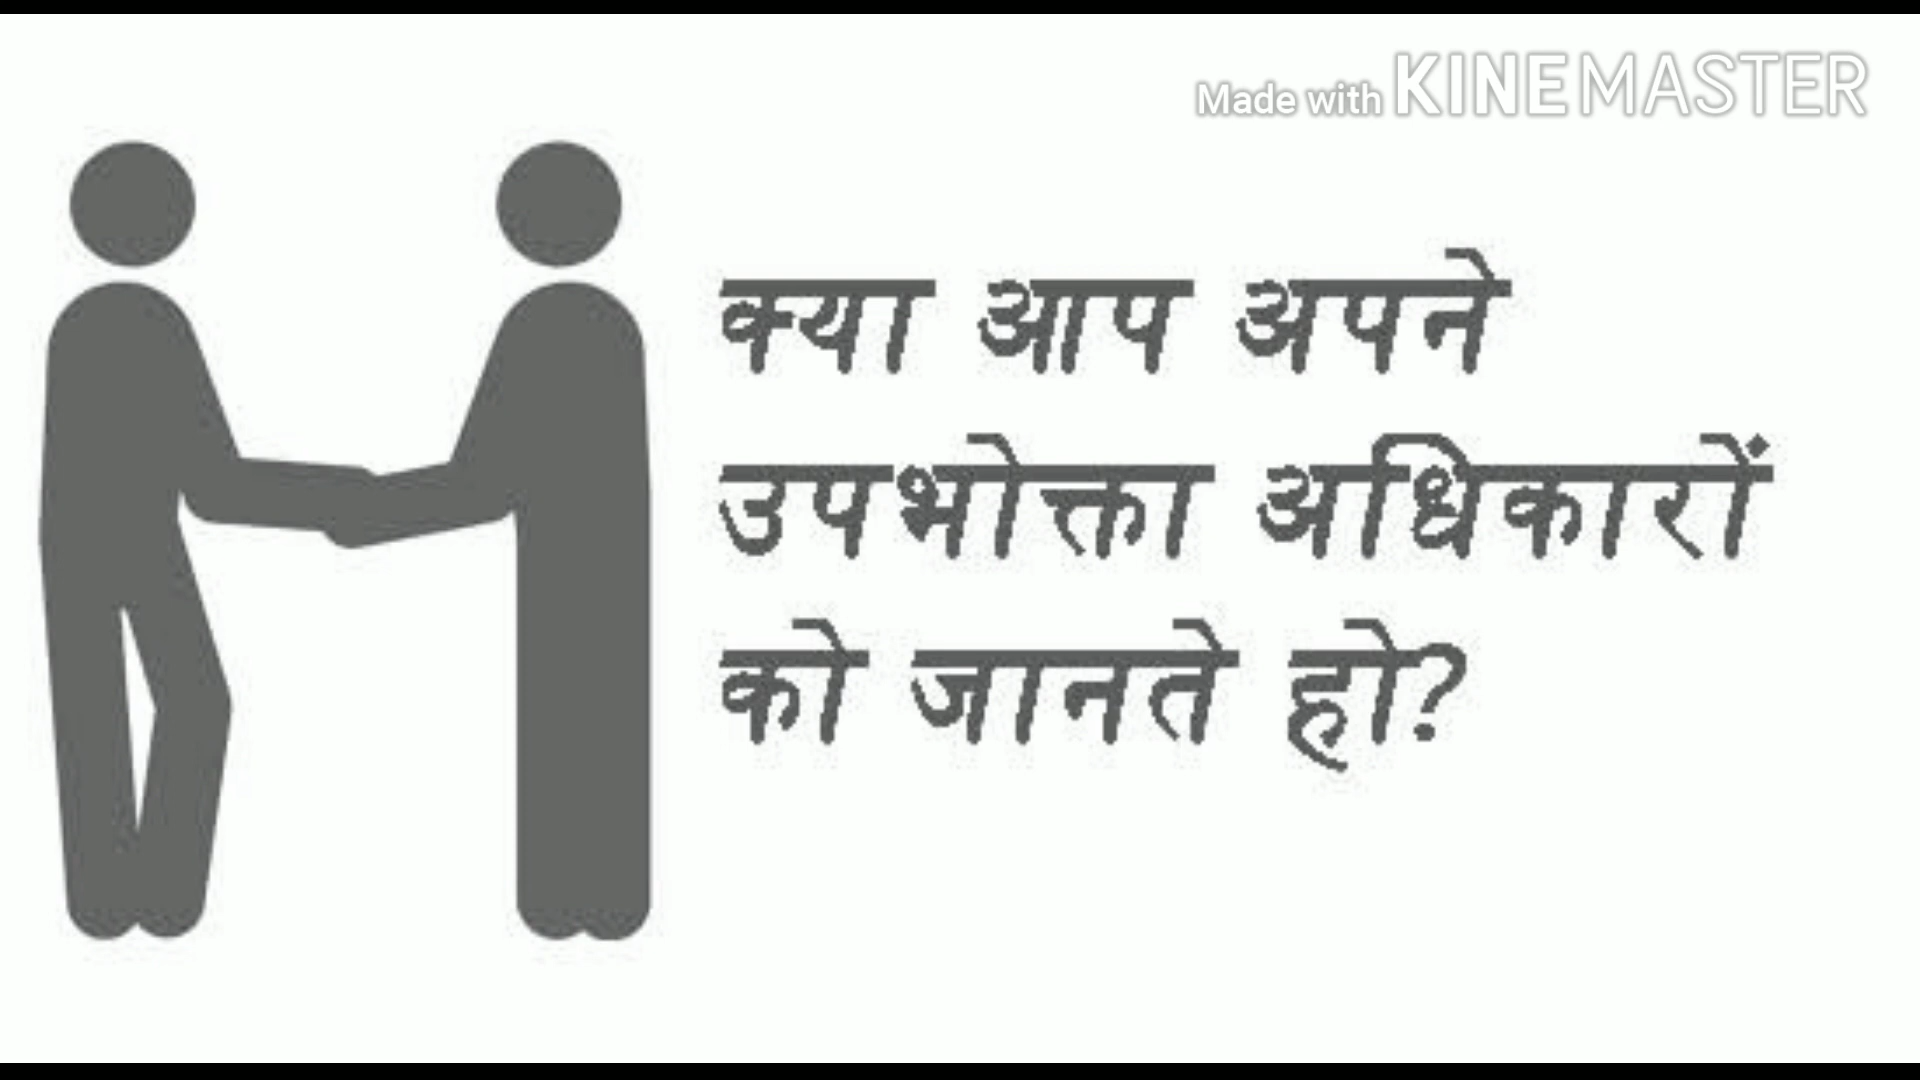 Made with KINEMASTER
क्या आप अपने
उपभोक्ता अधिकारों
को जानते हो?